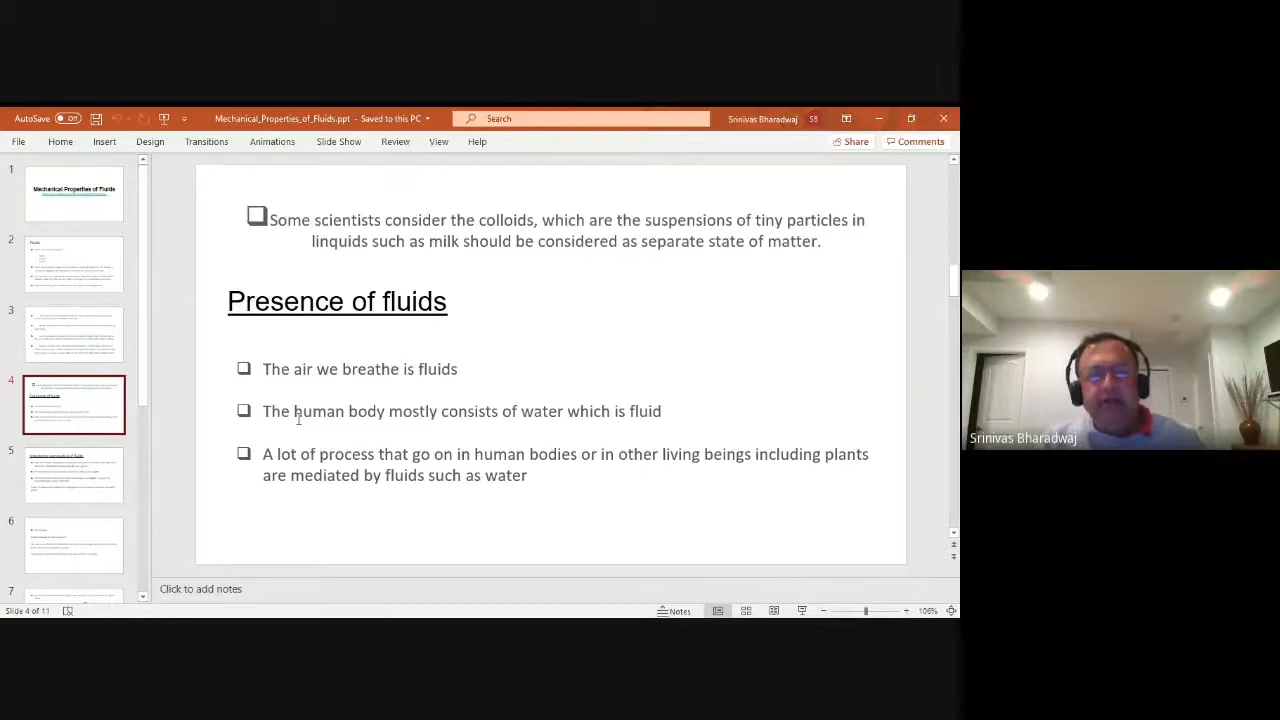 AutoSave Off Mechanical_Properties_of_Fluids.ppt - Saved to this PC Search Srinivas Bharadwaj SB
File Home Insert Design Transitions Animations Slide Show Review View Help Share Comments
1
Mechanical Properties of Fluids
2
Fluids
3
4
5
6
7
Some scientists consider the colloids, which are the suspensions of tiny particles in
linquids such as milk should be considered as separate state of matter.
Presence of fluids
The air we breathe is fluids
The human body mostly consists of water which is fluid
A lot of process that go on in human bodies or in other living beings including plants
are mediated by fluids such as water
Click to add notes
Slide 4 of 11 Notes 106%
Srinivas Bharadwaj